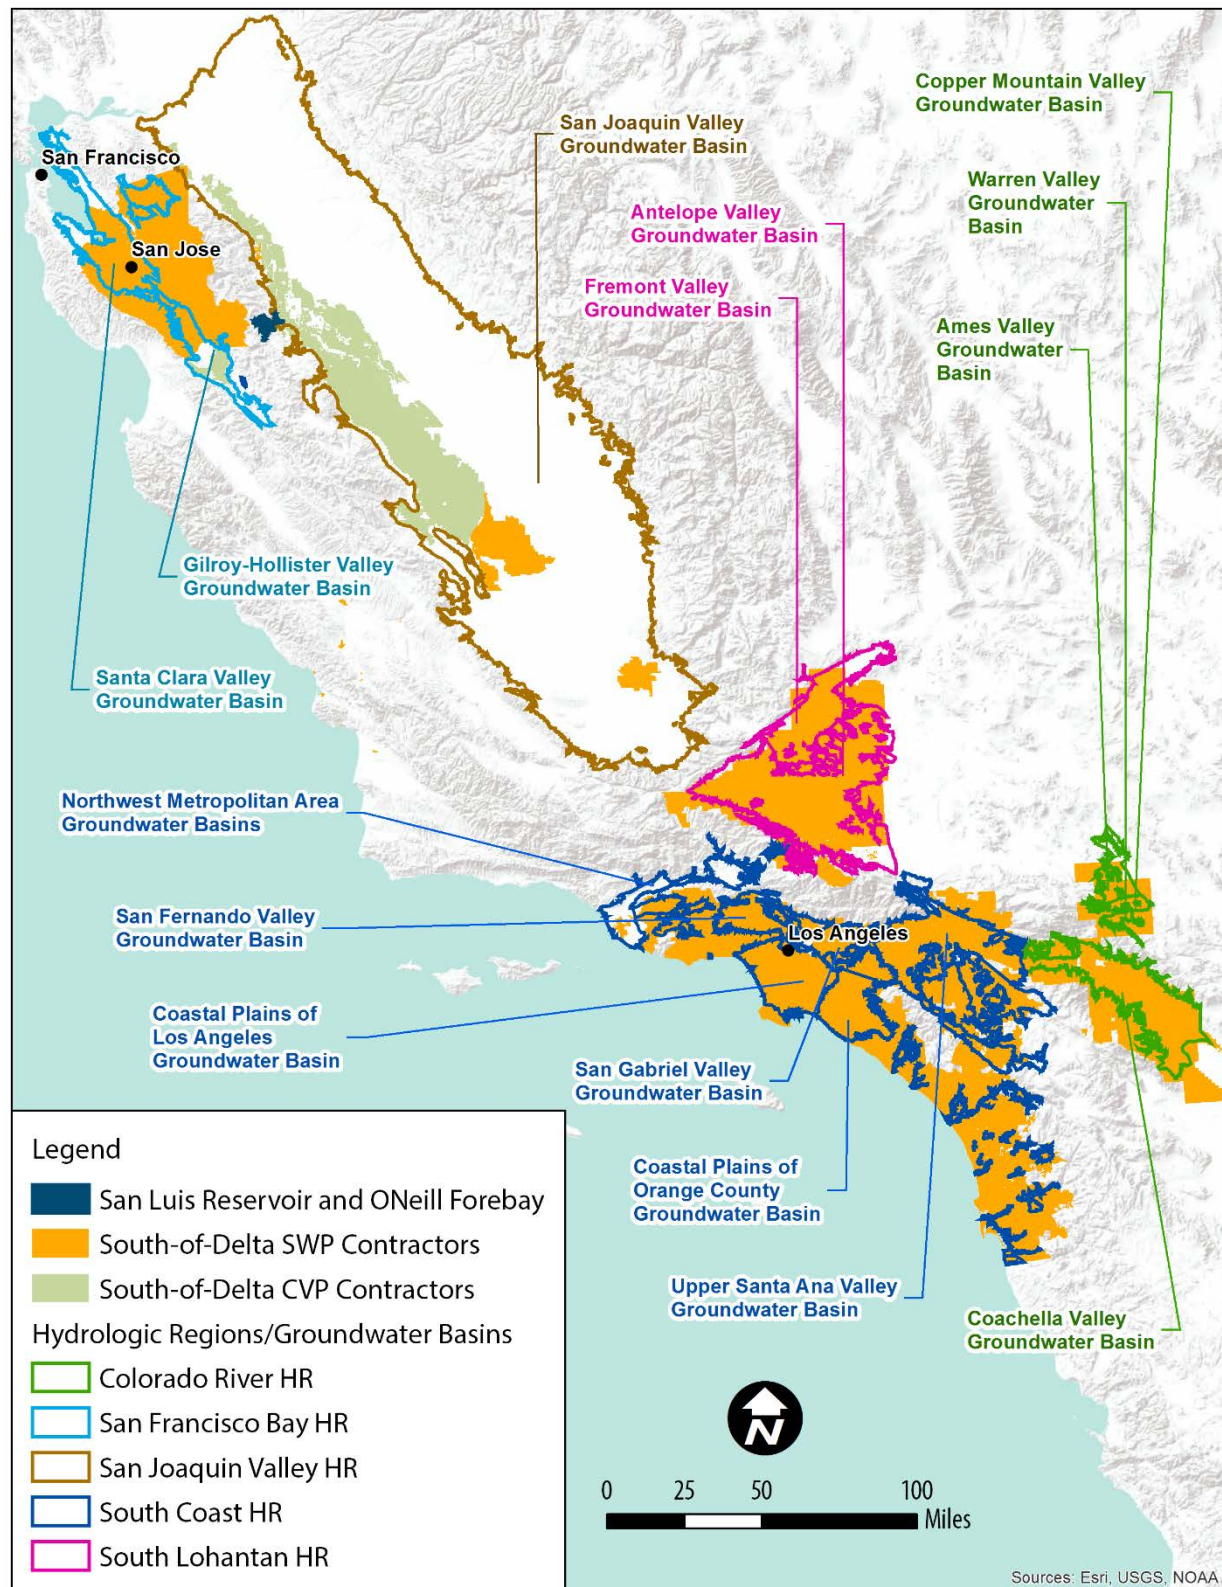 Copper Mountain Valley
Groundwater Basin
San Joaquin Valley
Groundwater Basin
San Francisco
Warren Valley
Groundwater
Basin
Antelope Valley
Groundwater Basin
San Jose
Fremont Valley
Groundwater Basin
Ames Valley
Groundwater
Basin
Gilroy-Hollister Valley
Groundwater Basin
Santa Clara Valley
Groundwater Basin
Northwest Metropolitan Area
Groundwater Basins
San Fernando Valley
Groundwater Basin
Los Angeles
Coastal Plains of
Los Angeles
Groundwater Basin
San Gabriel Valley
Groundwater Basin
Coastal Plains of
Orange County
Groundwater Basin
Upper Santa Ana Valley
Groundwater Basin
Coachella Valley
Groundwater Basin
Legend
San Luis Reservoir and ONeill Forebay
South-of-Delta SWP Contractors
South-of-Delta CVP Contractors
Hydrologic Regions/Groundwater Basins
Colorado River HR
San Francisco Bay HR
San Joaquin Valley HR
South Coast HR
South Lohantan HR
N
0 25 50 100
Miles
Sources: Esri, USGS, NOAA